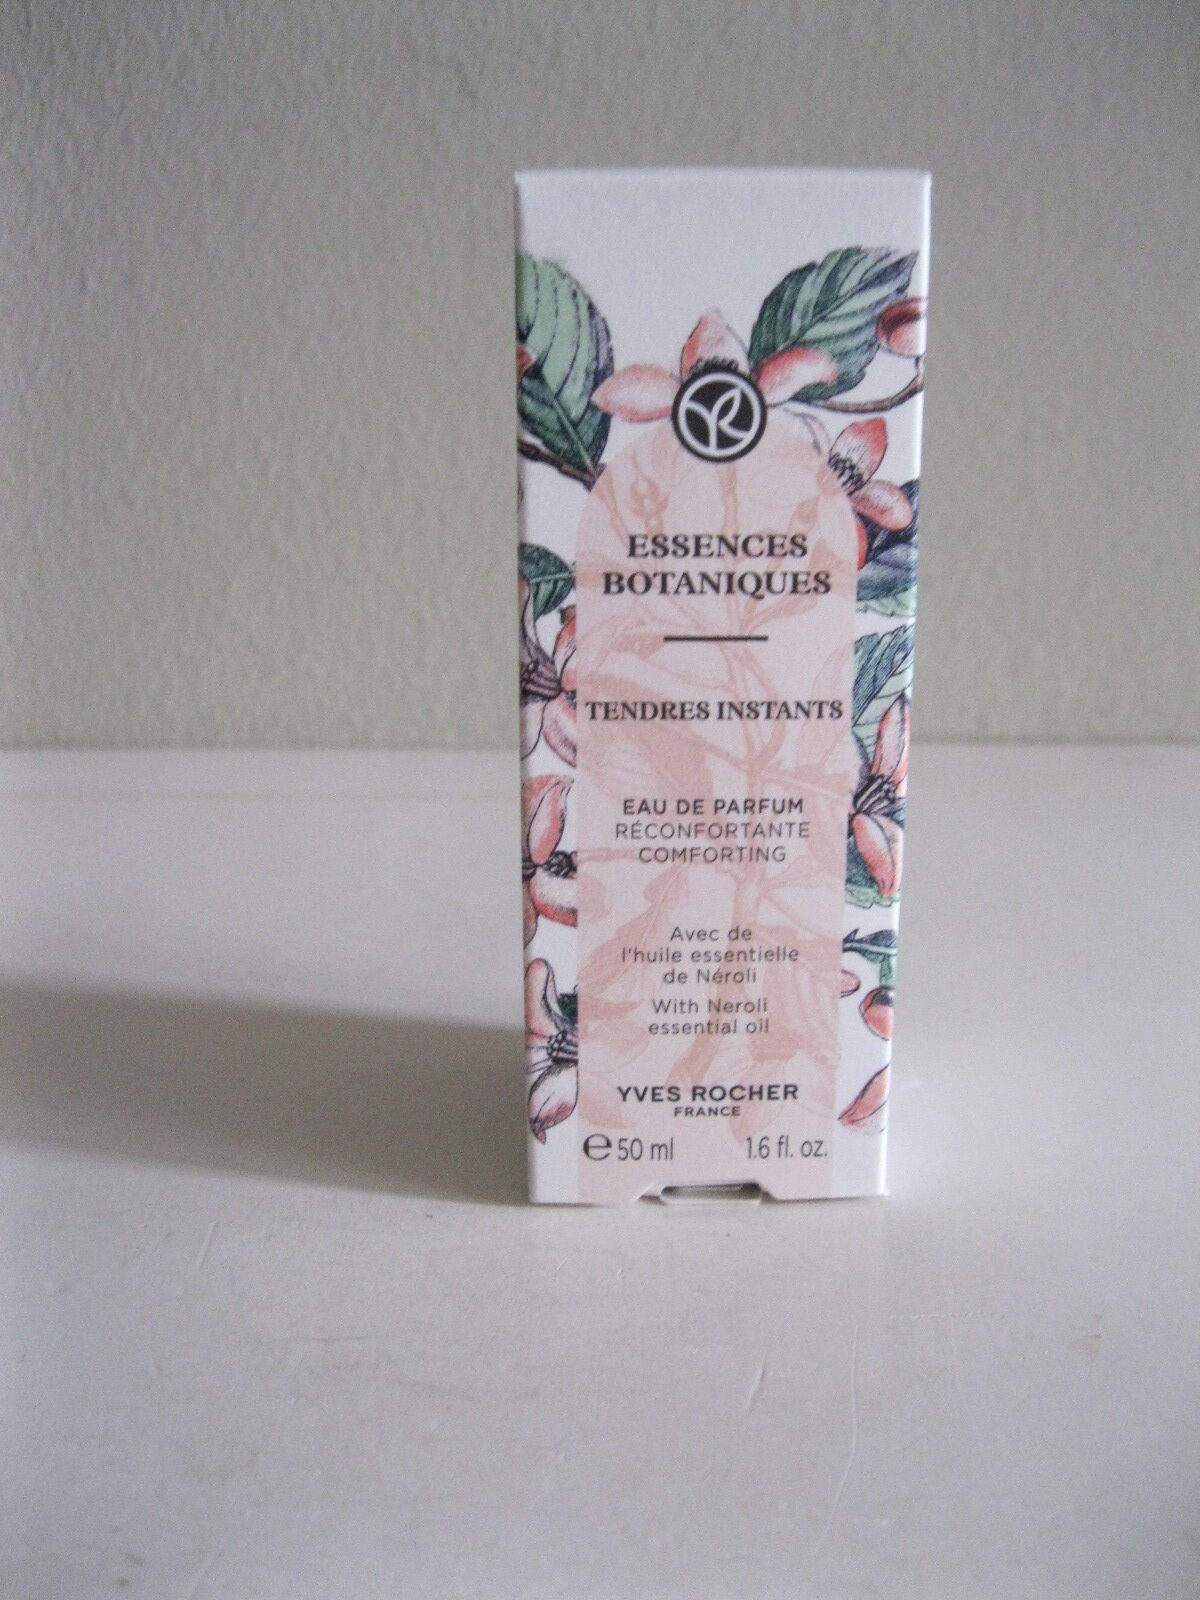 ESSENCES
BOTANIQUES
TENDRES INSTANTS
EAU DE PARFUM
RÉCONFORTANTE
COMFORTING
Avec de
l'huile essentielle
de Néroli
With Neroli
essential oil
YVES ROCHER
FRANCE
℮ 50 ml 1.6 fl. oz.